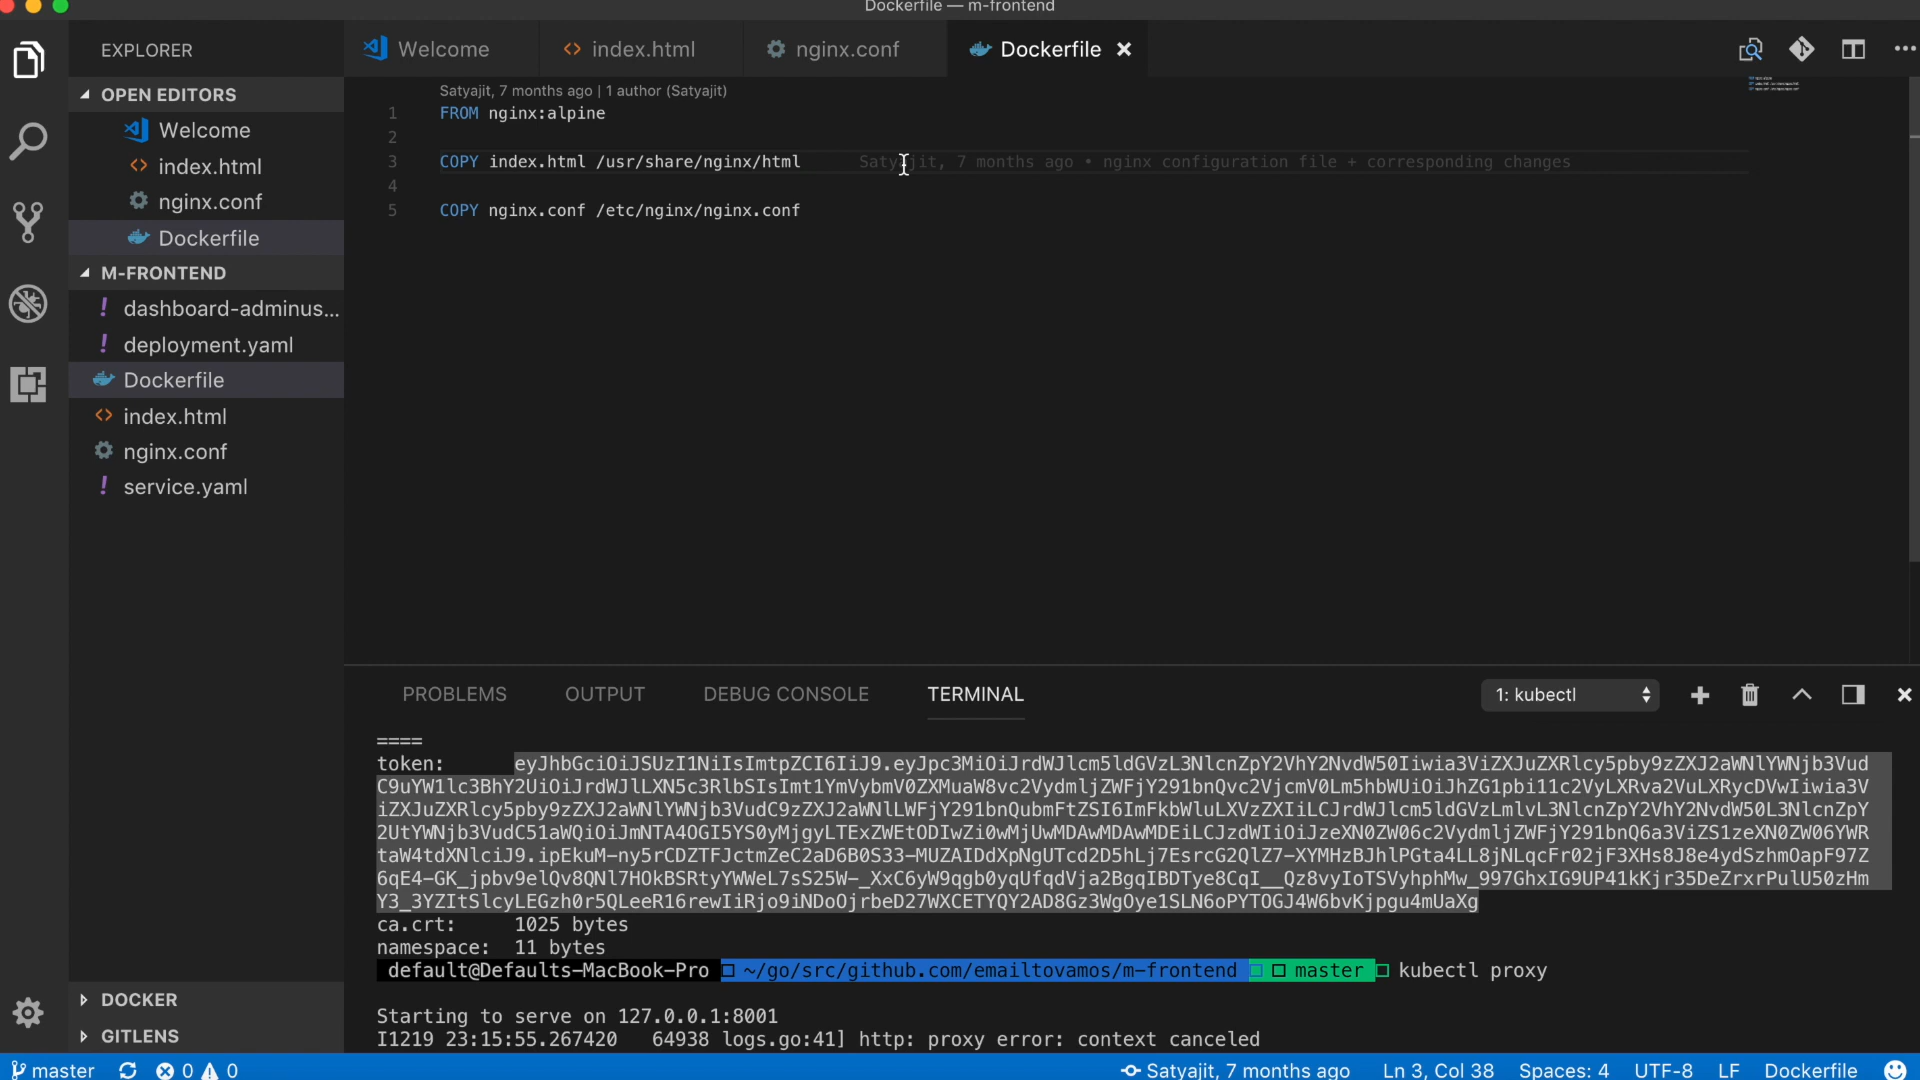 Dockerfile — m-frontend
EXPLORER
OPEN EDITORS
Welcome
index.html
nginx.conf
Dockerfile
M-FRONTEND
dashboard-adminus...
deployment.yaml
Dockerfile
index.html
nginx.conf
service.yaml
DOCKER
GITLENS
Welcome
index.html
nginx.conf
Dockerfile
Satyajit, 7 months ago | 1 author (Satyajit)
1 FROM nginx:alpine
2
3 COPY index.html /usr/share/nginx/html Satyajit, 7 months ago • nginx configuration file + corresponding changes
4
5 COPY nginx.conf /etc/nginx/nginx.conf
PROBLEMS OUTPUT DEBUG CONSOLE TERMINAL 1: kubectl
====
token:
ca.crt: 1025 bytes
namespace: 11 bytes
default@Defaults-MacBook-Pro ~/go/src/github.com/emailtovamos/m-frontend master kubectl proxy
Starting to serve on 127.0.0.1:8001
I1219 23:15:55.267420 64938 logs.go:41] http: proxy error: context canceled
master 0 0 Satyajit, 7 months ago Ln 3, Col 38 Spaces: 4 UTF-8 LF Dockerfile